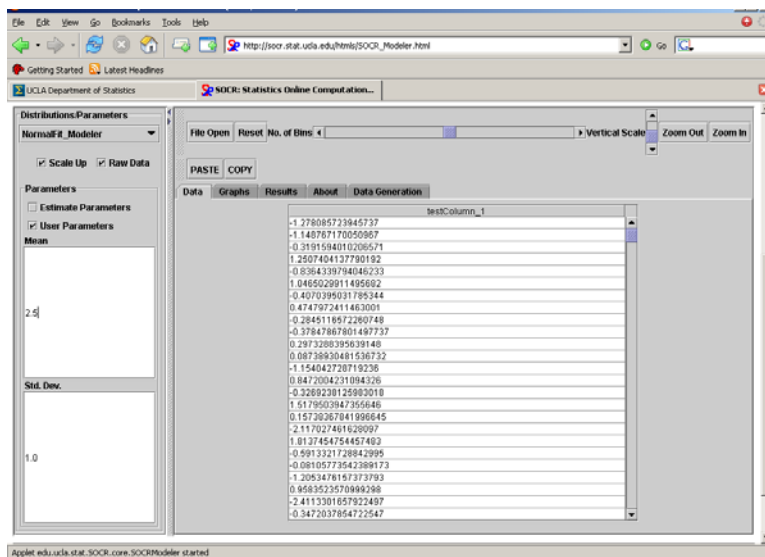 File Edit View Go Bookmarks Tools Help
http://socr.stat.ucla.edu/htmls/SOCR_Modeler.html
Go
Getting Started Latest Headlines
UCLA Department of Statistics
SOCR: Statistics Online Computation...
Distributions/Parameters
NormalFit_Modeler
Scale Up Raw Data
Parameters
Estimate Parameters
User Parameters
Mean
2.5
Std. Dev.
1.0
File Open Reset No. of Bins Vertical Scale Zoom Out Zoom In
PASTE COPY
Data Graphs Results About Data Generation
testColumn_1
-1.278085723945737
-1.148767170050967
-0.3191594010206571
1.2507404137790192
-0.8364339794046233
1.0465029911495682
-0.4070395031785344
0.4747972411463001
-0.2845116572260748
-0.37847867801497737
0.2973288395639148
0.08738930481536732
-1.154042728719236
0.8472004231094326
-0.3269238125983018
1.5179503947355646
0.15738367841996645
-2.117027461628097
1.8137454754457483
-0.5913321728842995
-0.08105773542389173
-1.2053476157373793
0.9583523570999298
-2.4113301657922497
-0.3472037854722547
Applet edu.ucla.stat.SOCR.core.SOCRModeler started